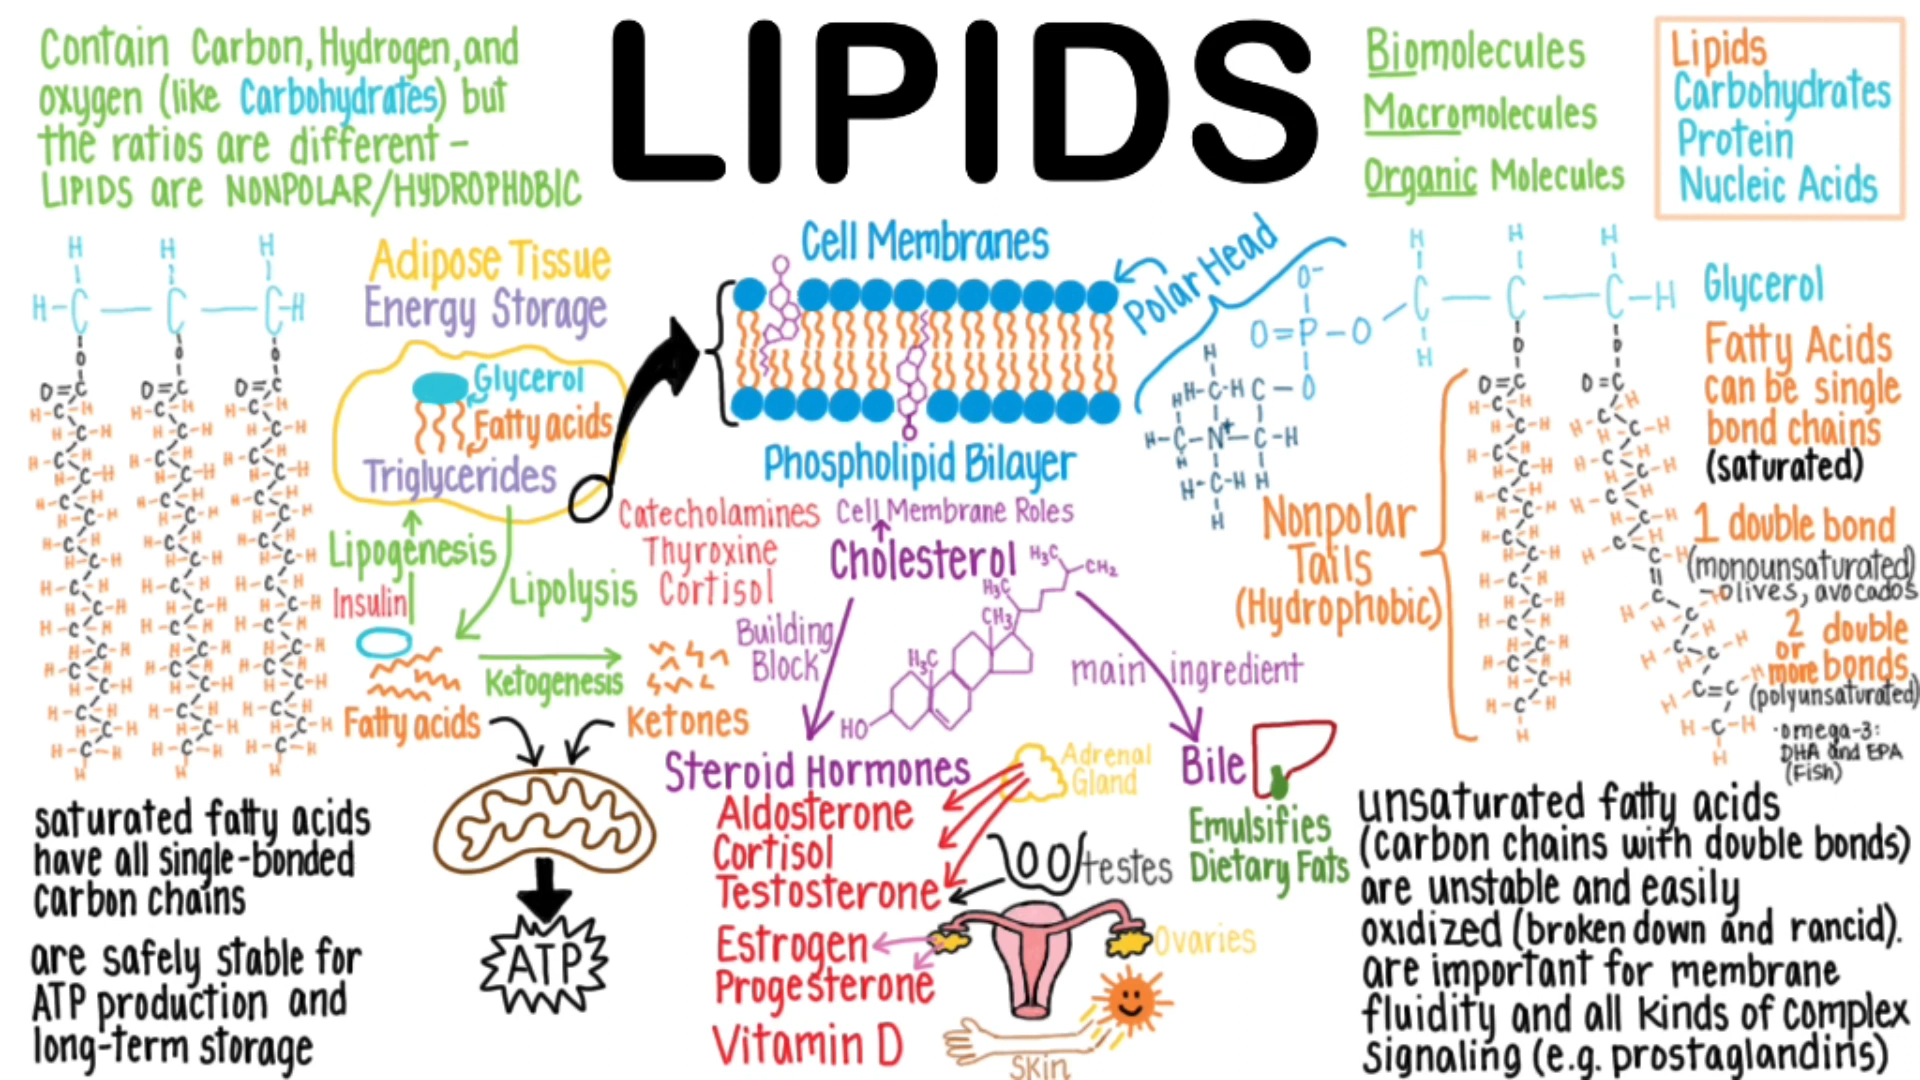 LIPIDS
Contain Carbon, Hydrogen, and
oxygen (like Carbohydrates) but
the ratios are different -
LIPIDS are NONPOLAR/HYDROPHOBIC
Biomolecules
Macromolecules
Organic Molecules
Lipids
Carbohydrates
Protein
Nucleic Acids
Adipose Tissue
Energy Storage
Glycerol
Fatty acids
Triglycerides
Lipogenesis
Insulin
Lipolysis
Fatty acids
Ketogenesis
Ketones
ATP
saturated fatty acids
have all single-bonded
carbon chains
are safely stable for
ATP production and
long-term storage
Cell Membranes
Polar Head
Phospholipid Bilayer
Catecholamines
Thyroxine
Cortisol
Cell Membrane Roles
Cholesterol
H₃C
CH₂
H₃C
CH₃
H₃C
HO
Building
Block
main ingredient
Steroid Hormones
Aldosterone
Cortisol
Testosterone
Estrogen
Progesterone
Vitamin D
Adrenal
Gland
testes
Ovaries
Skin
Bile
Emulsifies
Dietary Fats
O⁻
O=P-O
O
Nonpolar
Tails
(Hydrophobic)
Glycerol
Fatty Acids
can be single
bond chains
(saturated)
1 double bond
(monounsaturated)
- olives, avocados
2 double
or
more bonds
(polyunsaturated)
·omega-3:
DHA and EPA
(Fish)
unsaturated fatty acids
(carbon chains with double bonds)
are unstable and easily
oxidized (broken down and rancid).
are important for membrane
fluidity and all kinds of complex
signaling (e.g. prostaglandins)